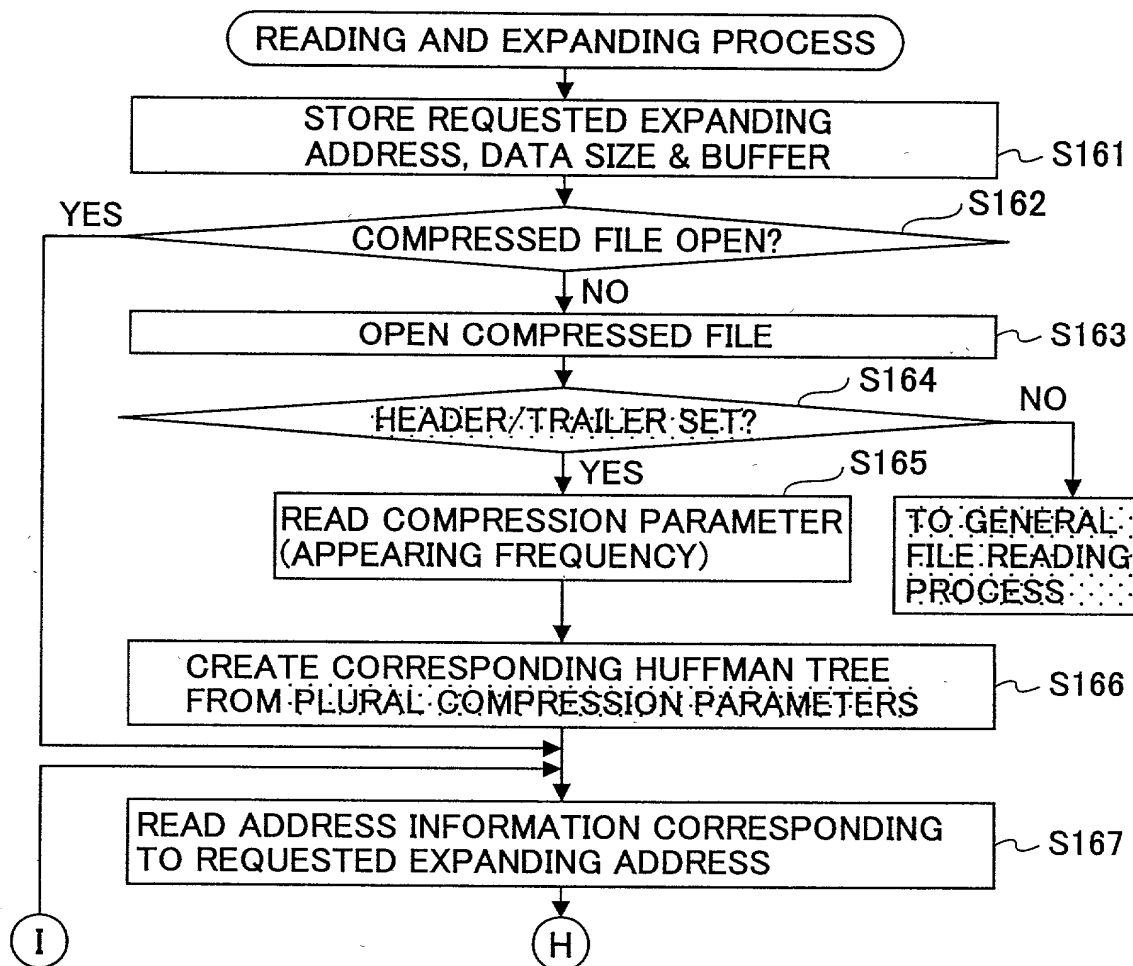 READING AND EXPANDING PROCESS
STORE REQUESTED EXPANDING
ADDRESS, DATA SIZE & BUFFER
S161
YES
S162
COMPRESSED FILE OPEN?
NO
OPEN COMPRESSED FILE
S163
S164
HEADER/TRAILER SET?
NO
YES
S165
READ COMPRESSION PARAMETER
(APPEARING FREQUENCY)
TO GENERAL
FILE READING
PROCESS
CREATE CORRESPONDING HUFFMAN TREE
FROM PLURAL COMPRESSION PARAMETERS
S166
READ ADDRESS INFORMATION CORRESPONDING
TO REQUESTED EXPANDING ADDRESS
S167
I
H